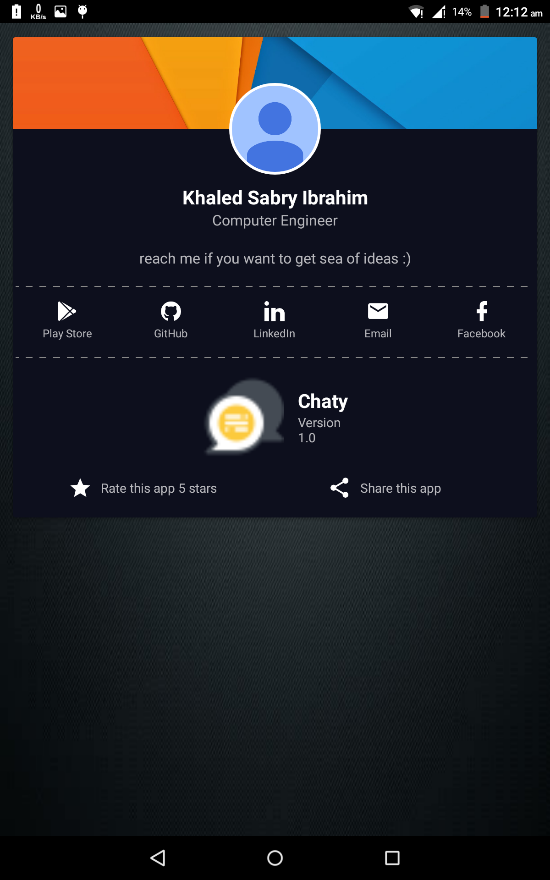 0
KB/s
14%
12:12 am
Khaled Sabry Ibrahim
Computer Engineer
reach me if you want to get sea of ideas :)
Play Store
GitHub
LinkedIn
Email
Facebook
Chaty
Version
1.0
Rate this app 5 stars
Share this app